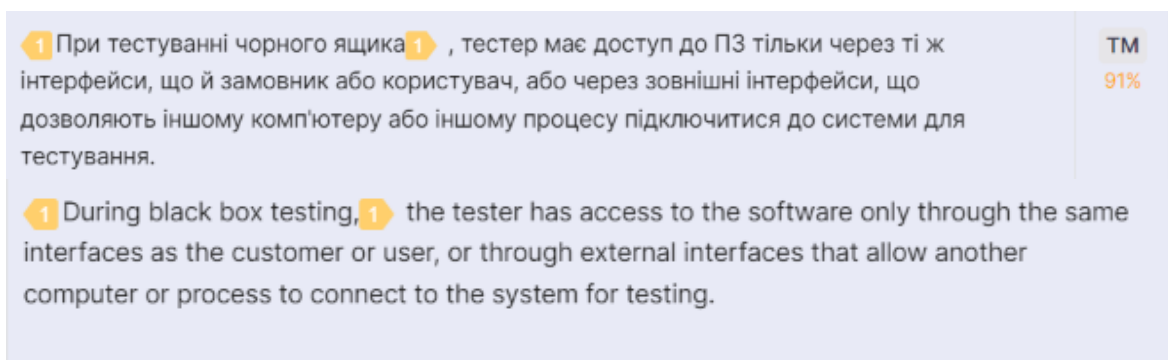 1 При тестуванні чорного ящика 1 , тестер має доступ до ПЗ тільки через ті ж
інтерфейси, що й замовник або користувач, або через зовнішні інтерфейси, що
дозволяють іншому комп'ютеру або іншому процесу підключитися до системи для
тестування.
TM
91%
1 During black box testing, 1 the tester has access to the software only through the same
interfaces as the customer or user, or through external interfaces that allow another
computer or process to connect to the system for testing.